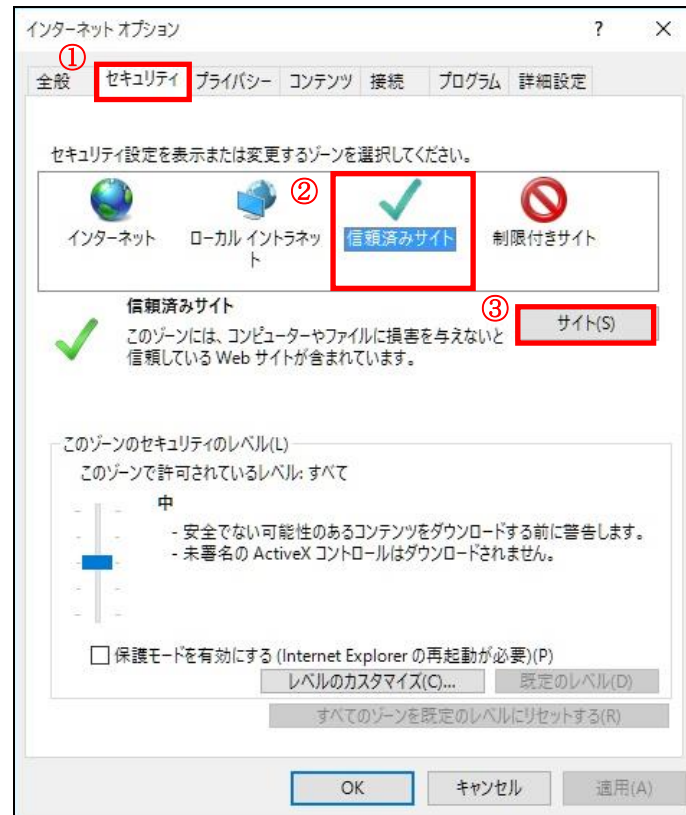 インターネット オプション
?
①
全般 セキュリティ プライバシー コンテンツ 接続 プログラム 詳細設定
セキュリティ設定を表示または変更するゾーンを選択してください。
②
インターネット
ローカル イントラネッ
ト
信頼済みサイト
制限付きサイト
信頼済みサイト
③
サイト(S)
このゾーンには、コンピューターやファイルに損害を与えないと
信頼している Web サイトが含まれています。
このゾーンのセキュリティのレベル(L)
このゾーンで許可されているレベル: すべて
中
- 安全でない可能性のあるコンテンツをダウンロードする前に警告します。
- 未署名の ActiveX コントロールはダウンロードされません。
保護モードを有効にする (Internet Explorer の再起動が必要)(P)
レベルのカスタマイズ(C)... 既定のレベル(D)
すべてのゾーンを既定のレベルにリセットする(R)
OK キャンセル 適用(A)